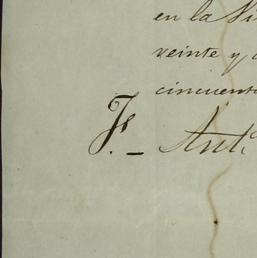 en la Vi
veinte y
cincuent
Fr. - Ant.